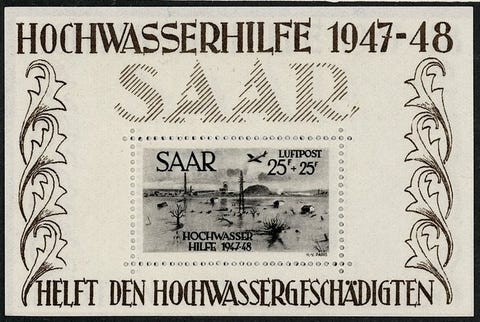 HOCHWASSERHILFE 1947-48
SAAR
SAAR
LUFTPOST
25F + 25F
HOCHWASSER
HILFE 1947-48
HELFT DEN HOCHWASSERGESCHÄDIGTEN